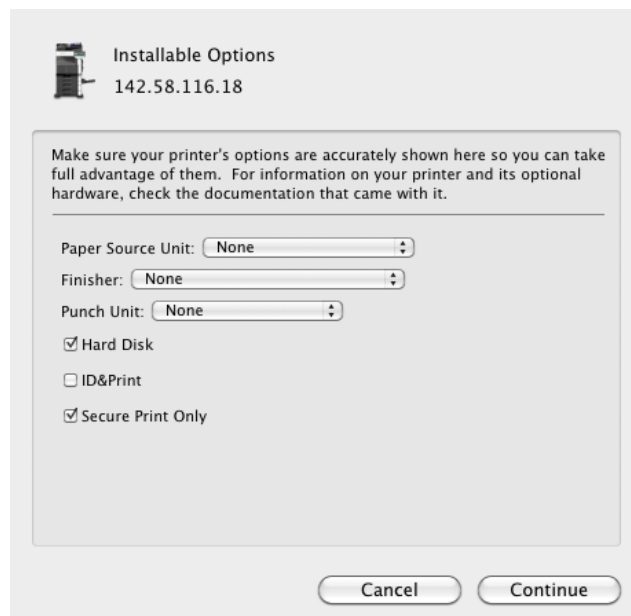 Installable Options
142.58.116.18
Make sure your printer's options are accurately shown here so you can take
full advantage of them.  For information on your printer and its optional
hardware, check the documentation that came with it.
Paper Source Unit: None
Finisher: None
Punch Unit: None
Hard Disk
ID&Print
Secure Print Only
Cancel Continue